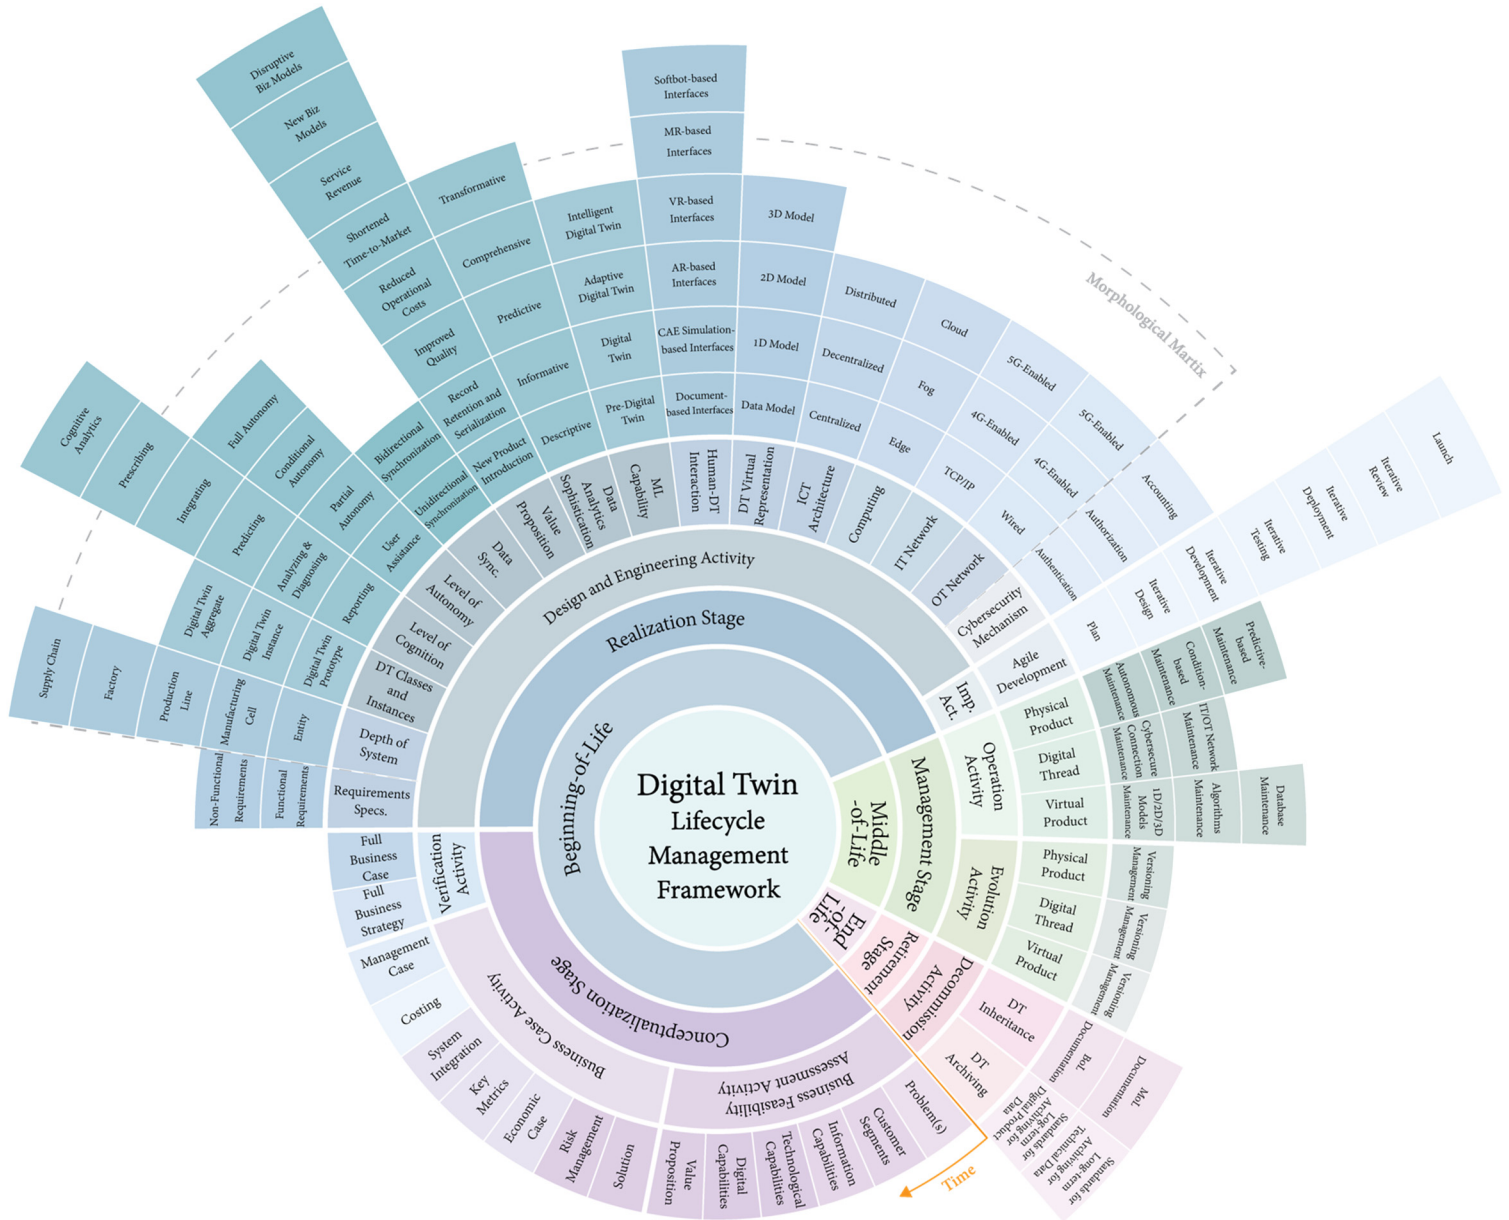 Digital Twin
Lifecycle
Management
Framework
Beginning-of-Life
Middle
-of-Life
End
-of-
Life
Conceptualization Stage
Realization Stage
Management Stage
Retirement
Stage
Time
Business Feasibility
Assessment Activity
Problem(s)
Customer
Segments
Information
Capabilities
Technological
Capabilities
Digital
Capabilities
Value
Proposition
Business Case Activity
Solution
Risk
Management
Economic
Case
Key
Metrics
System
Integration
Costing
Management
Case
Verification
Activity
Full
Business
Strategy
Full
Business
Case
Design and Engineering Activity
Requirements
Specs.
Functional
Requirements
Non-Functional
Requirements
Depth of
System
Entity
Manufacturing
Cell
Production
Line
Factory
Supply Chain
DT Classes
and
Instances
Digital Twin
Prototype
Digital Twin
Instance
Digital Twin
Aggregate
Level of
Cognition
Reporting
Analyzing &
Diagnosing
Predicting
Integrating
Prescribing
Cognitive
Analytics
Level of
Autonomy
User
Assistance
Partial
Autonomy
Conditional
Autonomy
Full Autonomy
Data
Sync.
Unidirectional
Synchronization
Bidirectional
Synchronization
Value
Proposition
New Product
Introduction
Record
Retention and
Serialization
Improved
Quality
Reduced
Operational
Costs
Shortened
Time-to-Market
Service
Revenue
New Biz
Models
Disruptive
Biz Models
Data
Analytics
Sophistication
Descriptive
Informative
Predictive
Comprehensive
Transformative
ML
Capability
Pre-Digital
Twin
Digital
Twin
Adaptive
Digital Twin
Intelligent
Digital Twin
Human-DT
Interaction
Document-
based Interfaces
CAE Simulation-
based Interfaces
AR-based
Interfaces
VR-based
Interfaces
MR-based
Interfaces
Softbot-based
Interfaces
DT Virtual
Representation
Data Model
1D Model
2D Model
3D Model
ICT
Architecture
Centralized
Decentralized
Distributed
Computing
Edge
Fog
Cloud
IT Network
TCP/IP
4G-Enabled
5G-Enabled
OT Network
Wired
4G-Enabled
5G-Enabled
Cybersecurity
Mechanism
Authentication
Authorization
Accounting
Morphological Martix
Imp.
Act.
Agile
Development
Plan
Iterative
Design
Iterative
Development
Iterative
Testing
Iterative
Deployment
Iterative
Review
Launch
Operation
Activity
Physical
Product
Autonomous
Maintenance
Condition-
based
Maintenance
Predictive-
based
Maintenance
Digital
Thread
Cybersecure
Connection
Maintenance
IT/OT Network
Maintenance
Virtual
Product
1D/2D/3D
Models
Maintenance
Algorithms
Maintenance
Database
Maintenance
Evolution
Activity
Physical
Product
Versioning
Management
Digital
Thread
Versioning
Management
Virtual
Product
Versioning
Management
Decommission
Activity
DT
Inheritance
BoL
Documentation
MoL
Documentation
DT
Archiving
Standards for
Long-term
Archiving for
Digital Product
Data
Standards for
Long-term
Archiving for
Technical Data